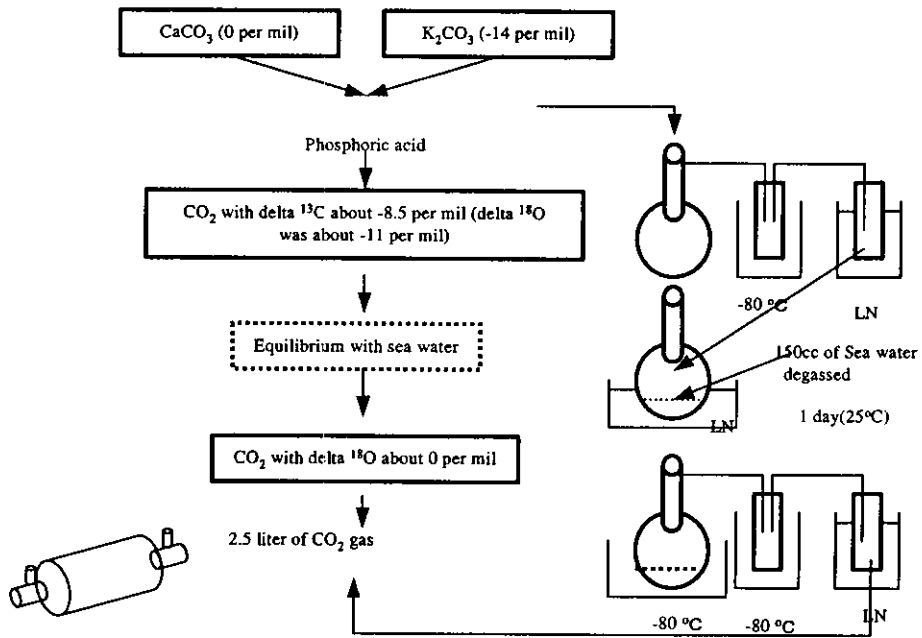 CaCO₃ (0 per mil)
K₂CO₃ (-14 per mil)
Phosphoric acid
CO₂ with delta ¹³C about -8.5 per mil (delta ¹⁸O
was about -11 per mil)
-80 °C
LN
Equilibrium with sea water
150cc of Sea water
degassed
LN
1 day(25°C)
CO₂ with delta ¹⁸O about 0 per mil
2.5 liter of CO₂ gas
-80 °C
-80 °C
LN